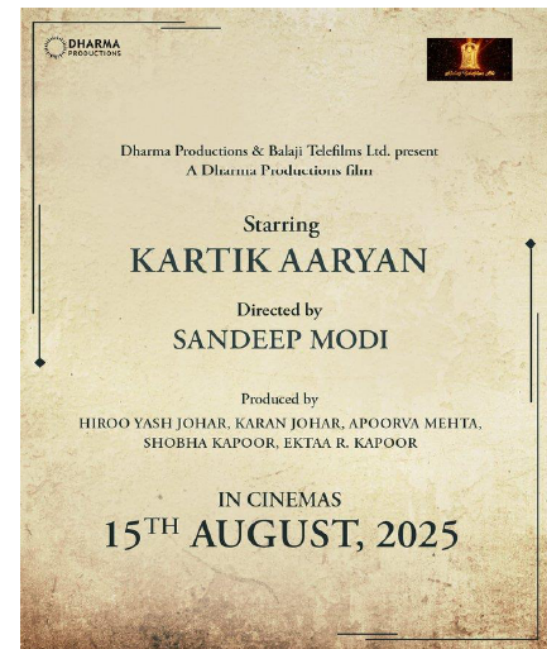 DHARMA
PRODUCTIONS
Dharma Productions & Balaji Telefilms Ltd. present
A Dharma Productions film
Starring
KARTIK AARYAN
Directed by
SANDEEP MODI
Produced by
HIROO YASH JOHAR, KARAN JOHAR, APOORVA MEHTA,
SHOBHA KAPOOR, EKTAA R. KAPOOR
IN CINEMAS
15TH AUGUST, 2025